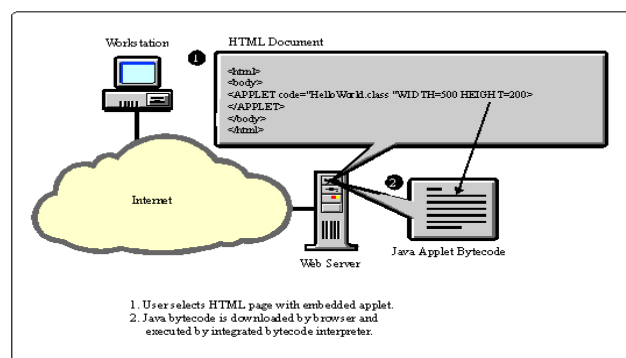 Workstation
1
HTML Document
<html>
<body>
<APPLET code="HelloWorld.class "WIDTH=500 HEIGHT=200>
</APPLET>
</body>
</html>
Internet
2
Web Server
Java Applet Bytecode
1. User selects HTML page with embedded applet.
2. Java bytecode is downloaded by browser and
executed by integrated bytecode interpreter.